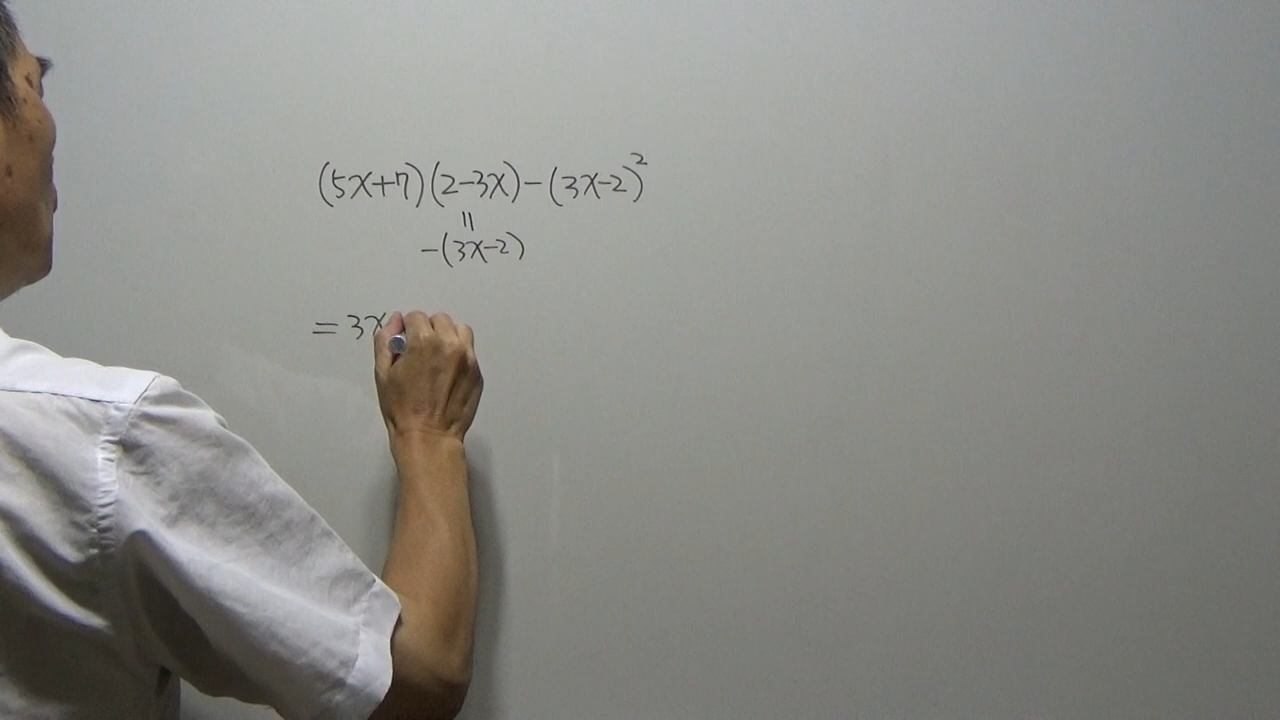 (5x+7)(2-3x)-(3x-2)²
=
-(3x-2)
= 3x